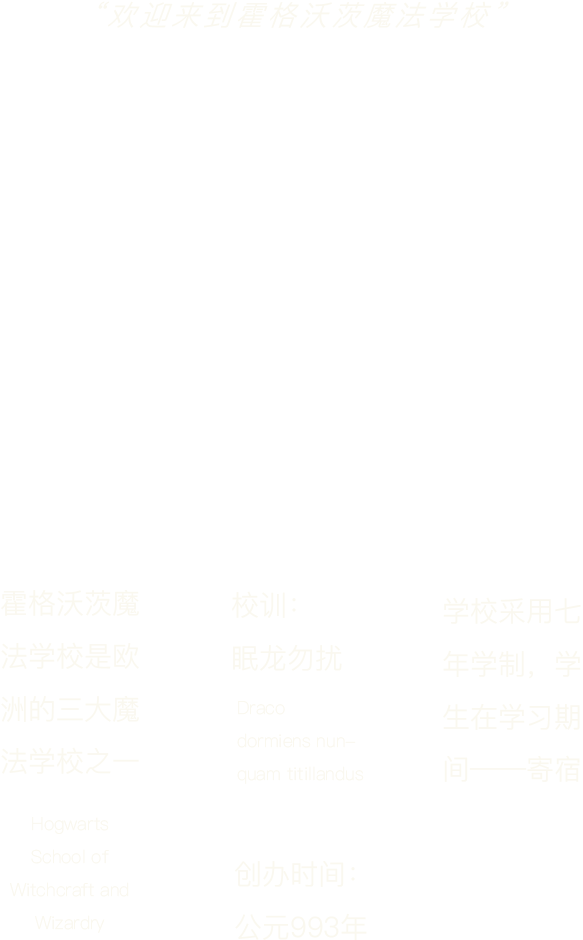 “欢迎来到霍格沃茨魔法学校”
霍格沃茨魔
法学校是欧
洲的三大魔
法学校之一
Hogwarts
School of
Witchcraft and
Wizardry
校训：
眠龙勿扰
Draco
dormiens nun-
quam titillandus
创办时间：
公元993年
学校采用七
年学制，学
生在学习期
间——寄宿